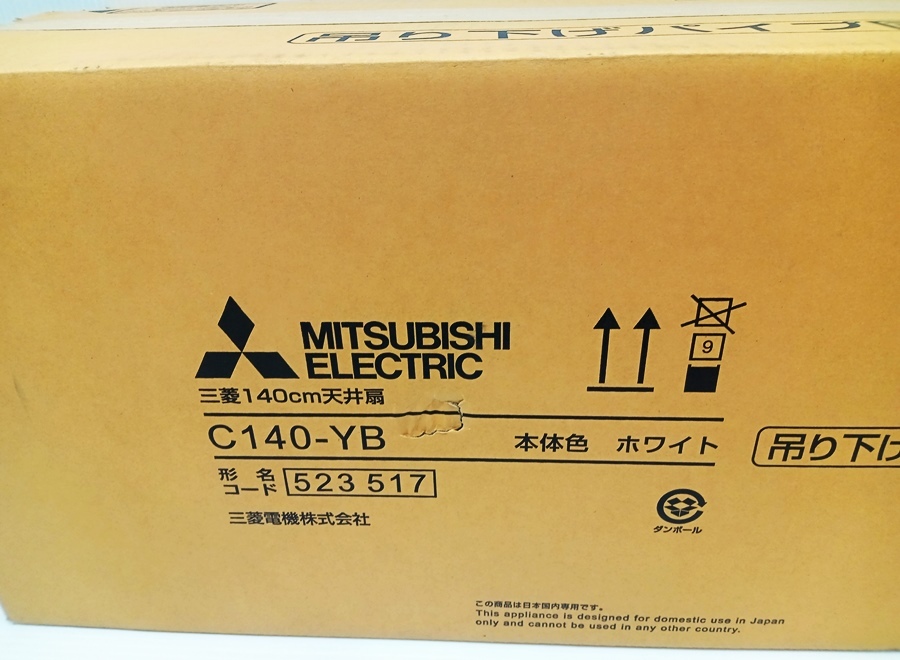 吊り下げパイプ
MITSUBISHI
ELECTRIC
三菱140cm天井扇
C140-YB
本体色 ホワイト
吊り下げ
形名
コード
523 517
9
三菱電機株式会社
ダンボール
この商品は日本国内専用です。
This appliance is designed for domestic use in Japan
only and cannot be used in any other country.